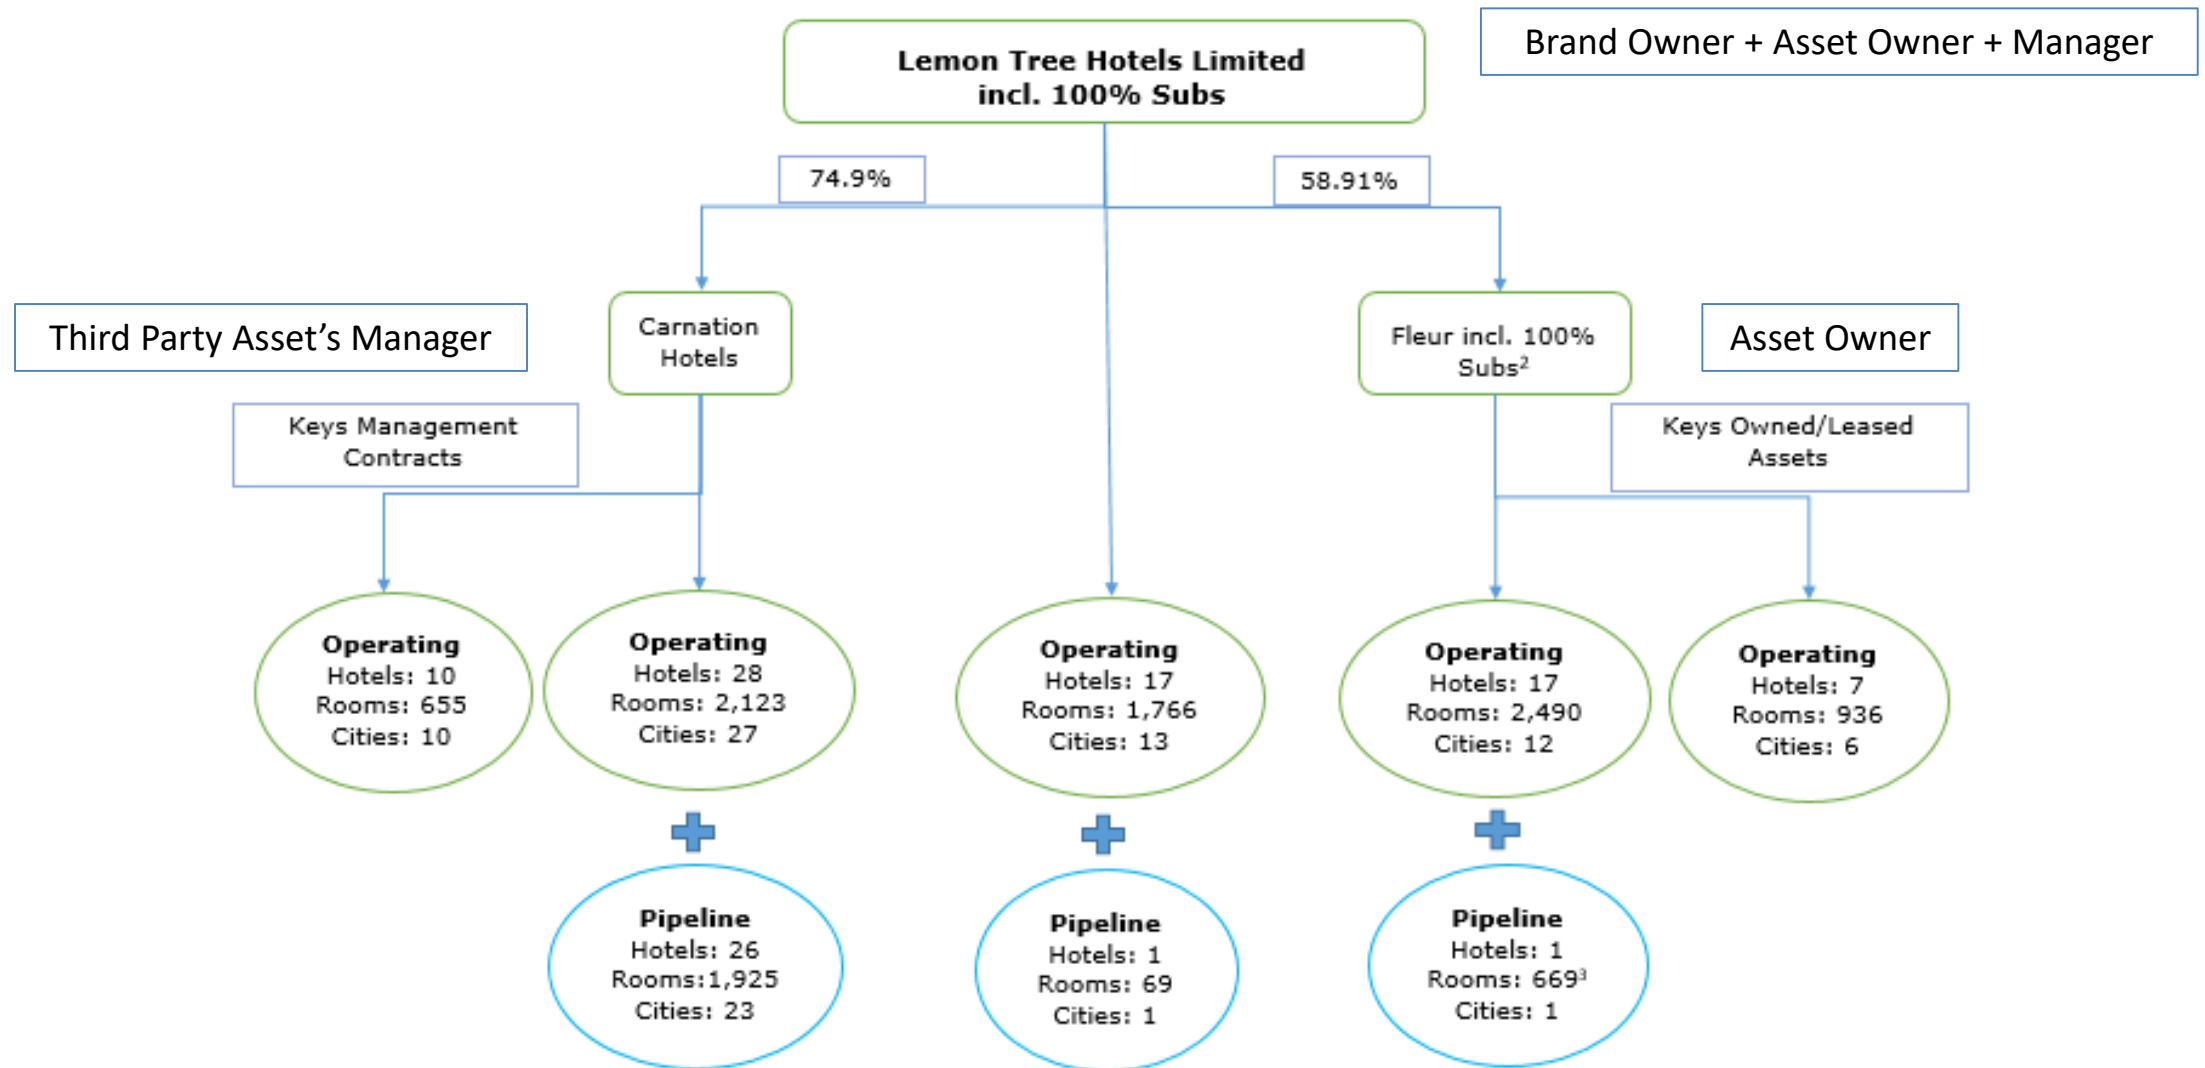 Brand Owner + Asset Owner + Manager
Lemon Tree Hotels Limited
incl. 100% Subs
74.9%
58.91%
Third Party Asset’s Manager
Carnation
Hotels
Fleur incl. 100%
Subs²
Asset Owner
Keys Management
Contracts
Keys Owned/Leased
Assets
Operating
Hotels: 10
Rooms: 655
Cities: 10
Operating
Hotels: 28
Rooms: 2,123
Cities: 27
Operating
Hotels: 17
Rooms: 1,766
Cities: 13
Operating
Hotels: 17
Rooms: 2,490
Cities: 12
Operating
Hotels: 7
Rooms: 936
Cities: 6
Pipeline
Hotels: 26
Rooms:1,925
Cities: 23
Pipeline
Hotels: 1
Rooms: 69
Cities: 1
Pipeline
Hotels: 1
Rooms: 669³
Cities: 1